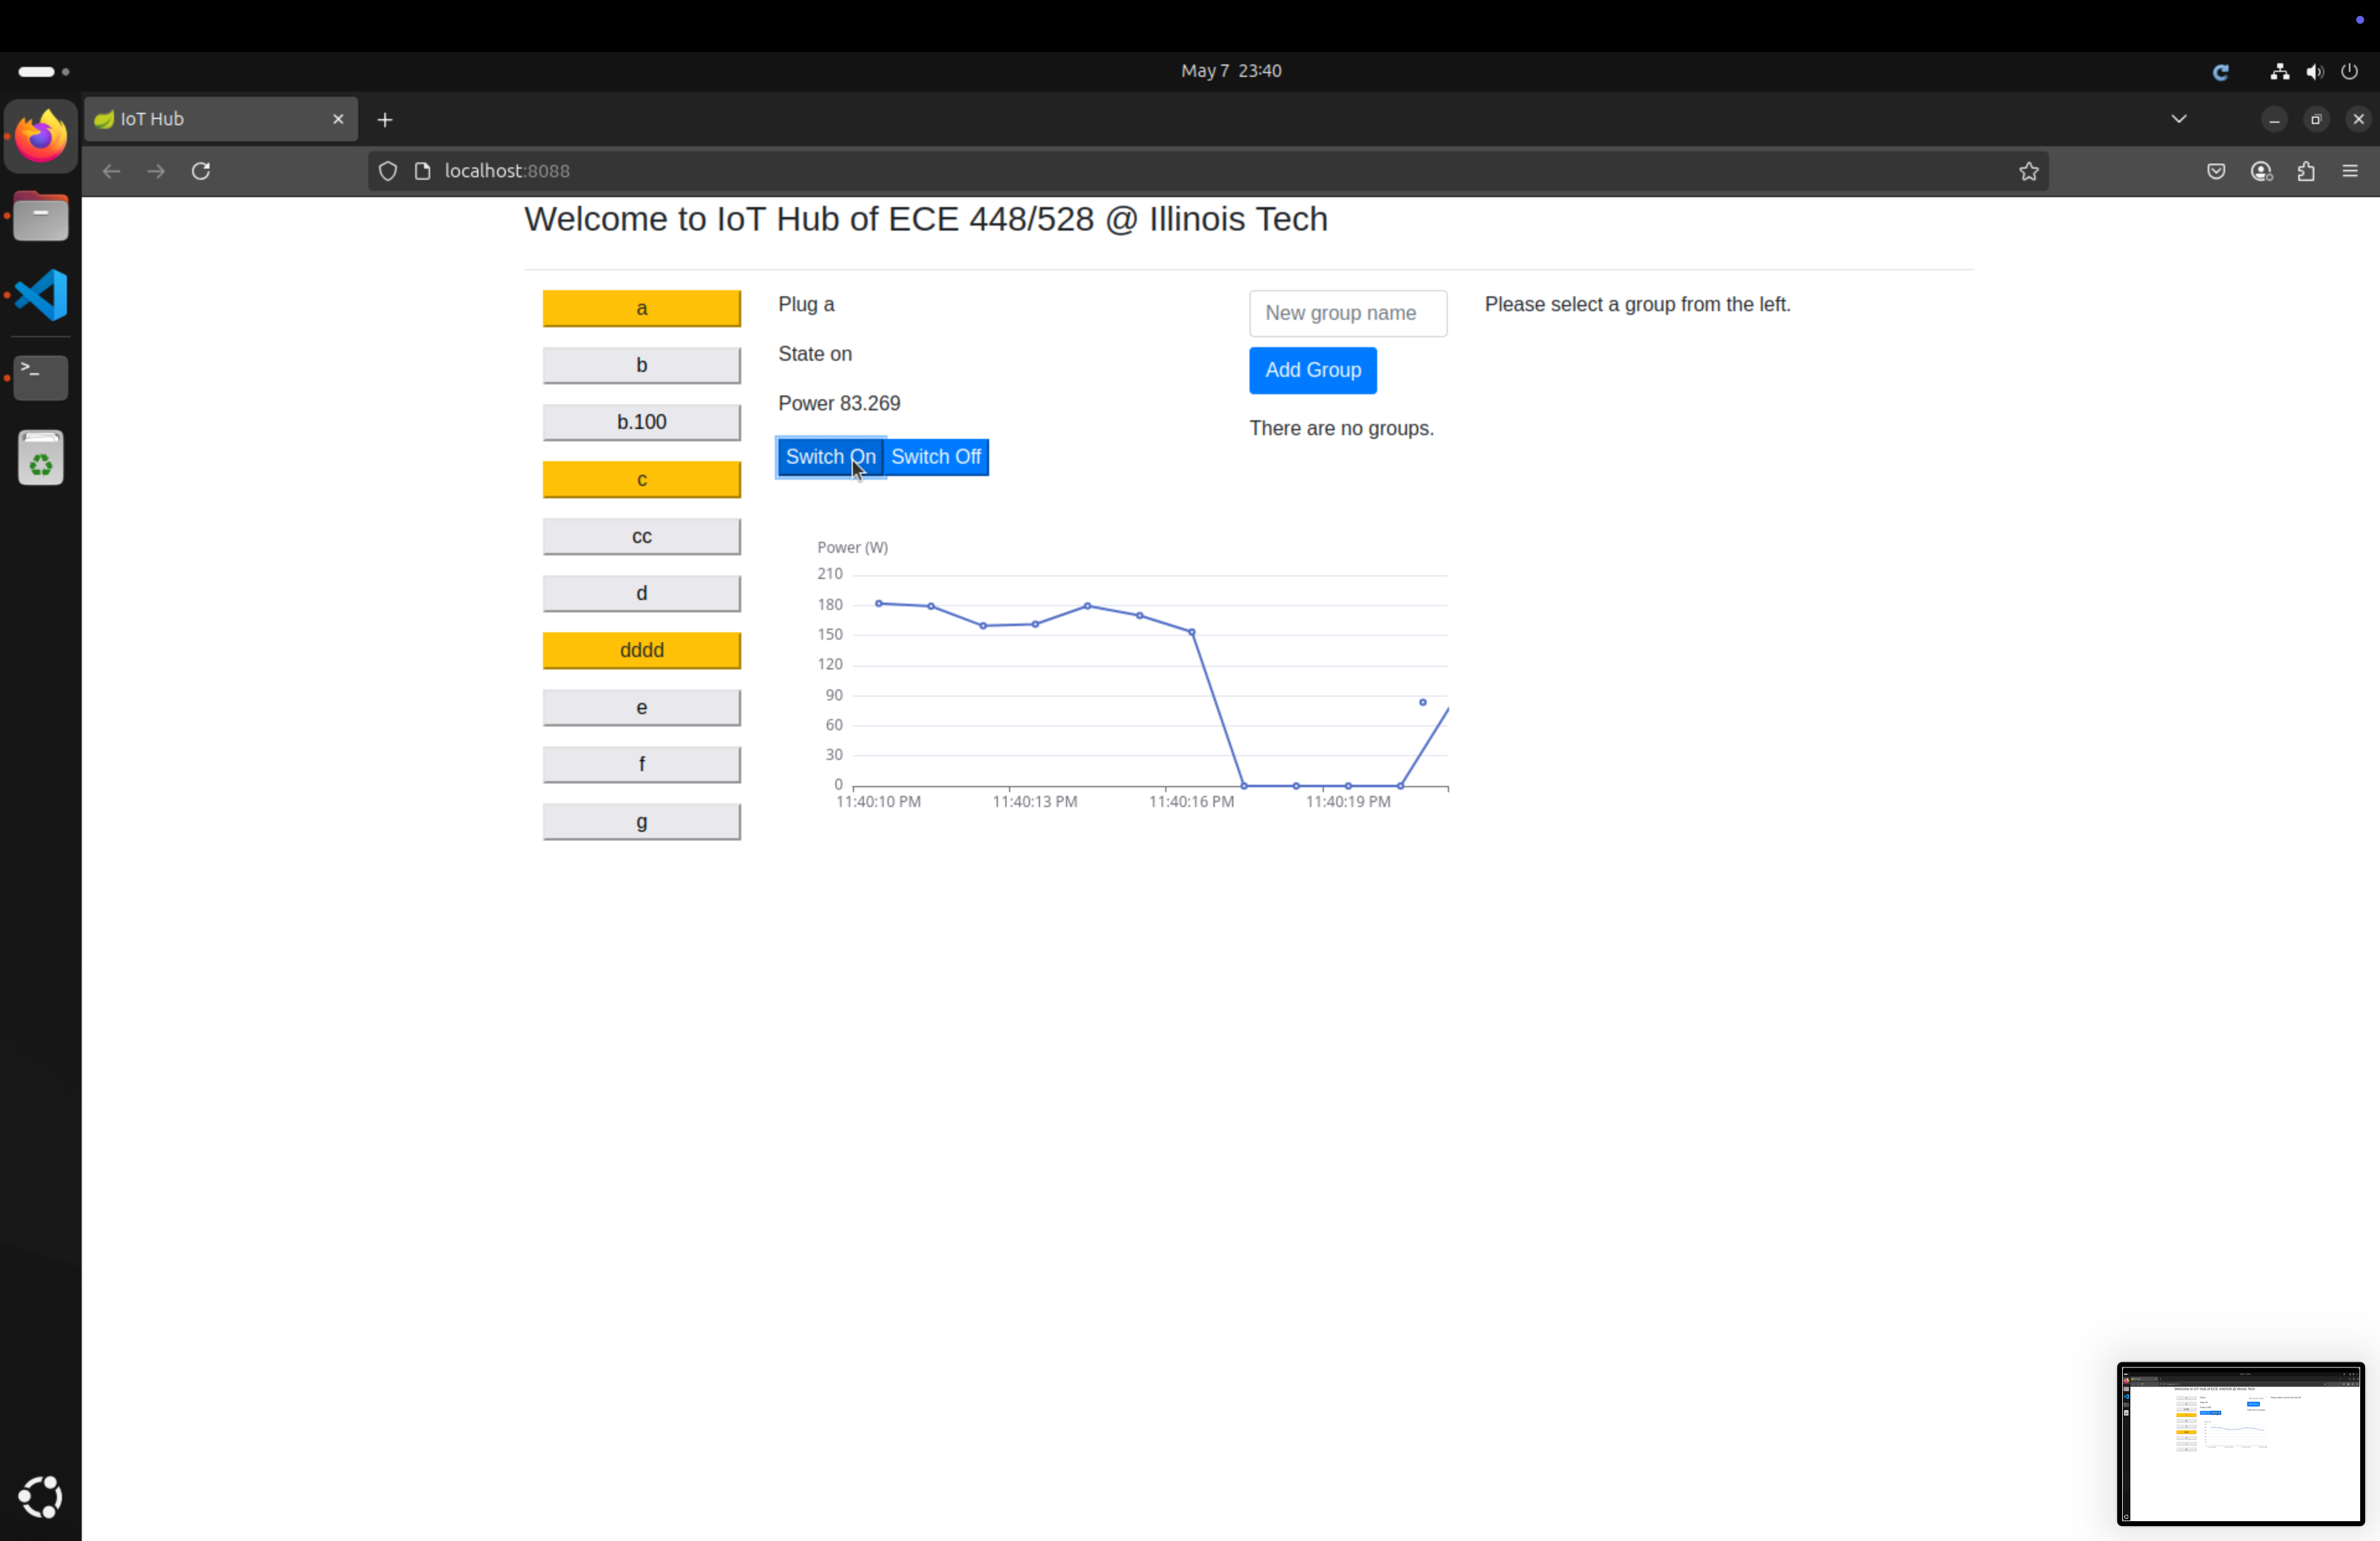 May 7 23:40
IoT Hub
localhost:8088
Welcome to IoT Hub of ECE 448/528 @ Illinois Tech
a
b
b.100
c
cc
d
dddd
e
f
g
Plug a
State on
Power 83.269
Switch On
Switch Off
Power (W)
210
180
150
120
90
60
30
0
11:40:10 PM
11:40:13 PM
11:40:16 PM
11:40:19 PM
New group name
Add Group
There are no groups.
Please select a group from the left.